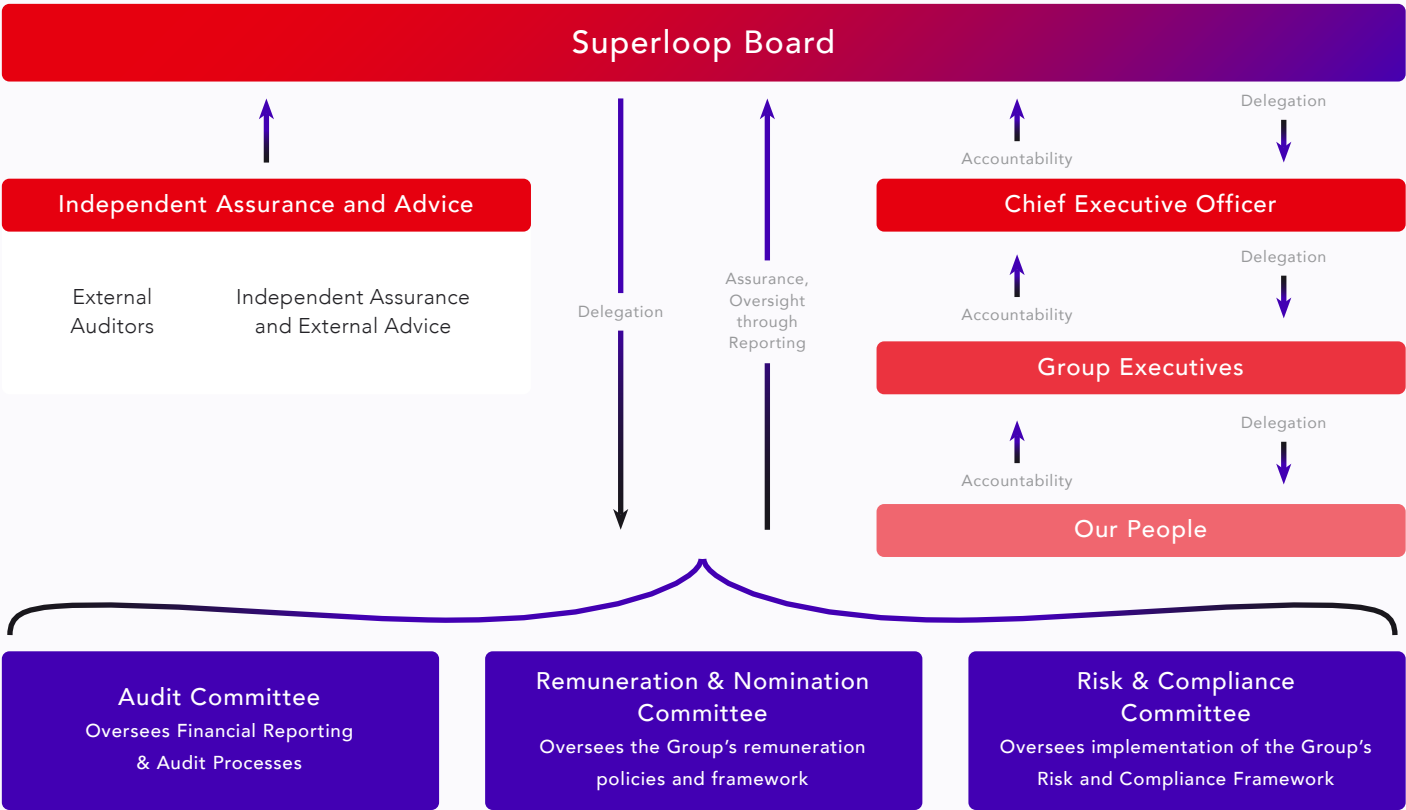 Superloop Board
Delegation
Accountability
Independent Assurance and Advice
Chief Executive Officer
External
Auditors
Independent Assurance
and External Advice
Delegation
Assurance,
Oversight
through
Reporting
Delegation
Accountability
Group Executives
Delegation
Accountability
Our People
Audit Committee
Oversees Financial Reporting
& Audit Processes
Remuneration & Nomination
Committee
Oversees the Group’s remuneration
policies and framework
Risk & Compliance
Committee
Oversees implementation of the Group’s
Risk and Compliance Framework